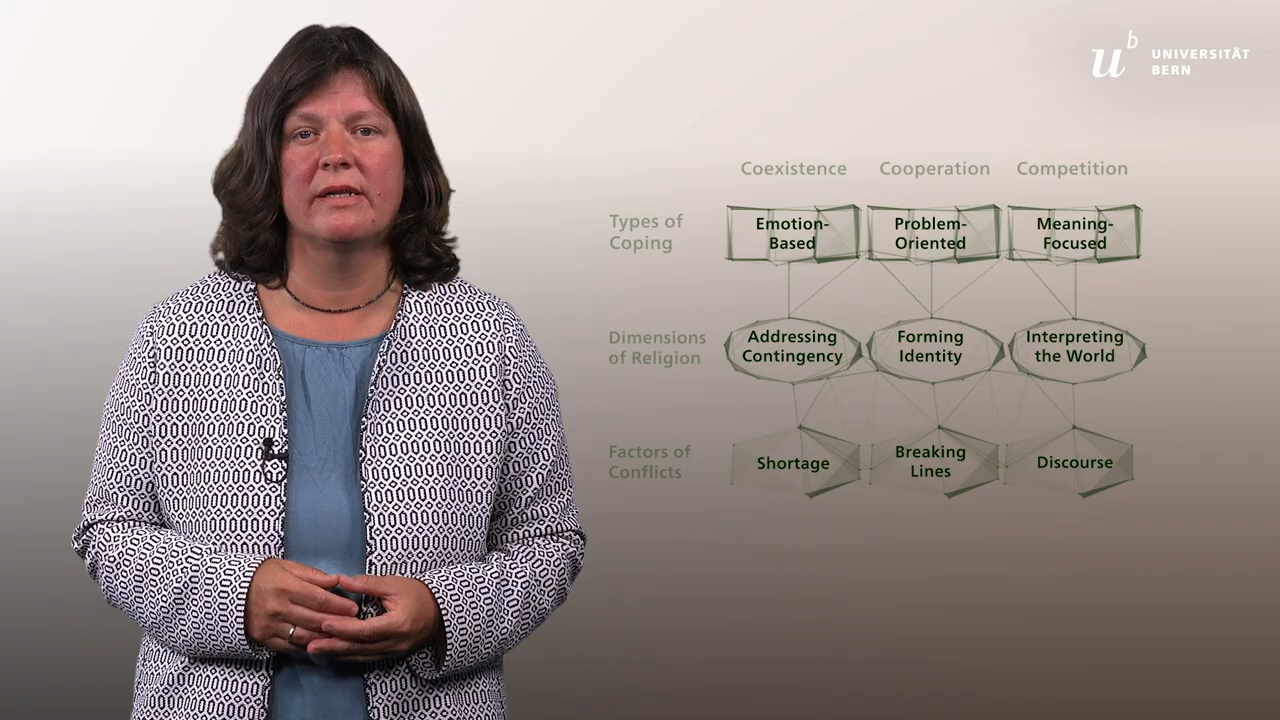 u b
UNIVERSITÄT
BERN
Coexistence Cooperation Competition
Types of
Coping
Emotion-
Based
Problem-
Oriented
Meaning-
Focused
Dimensions
of Religion
Addressing
Contingency
Forming
Identity
Interpreting
the World
Factors of
Conflicts
Shortage
Breaking
Lines
Discourse